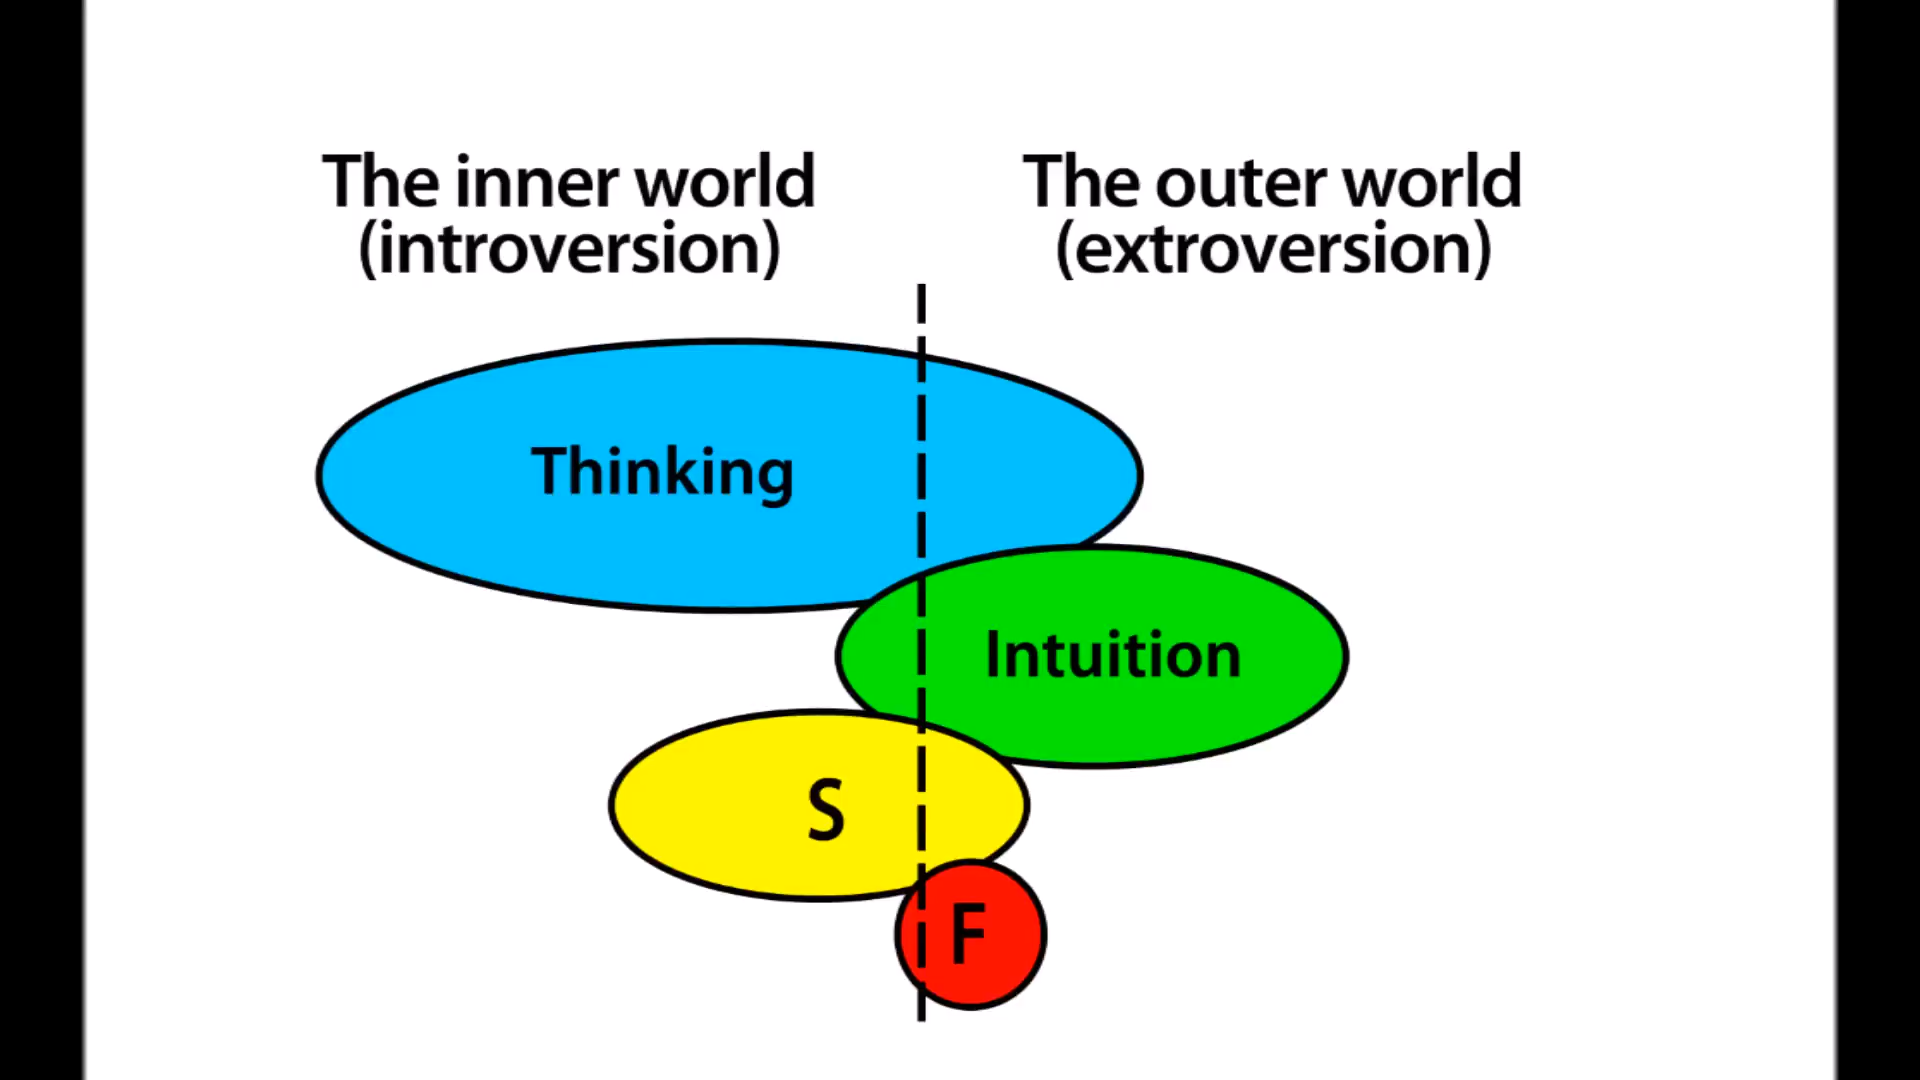 The inner world
(introversion)
The outer world
(extroversion)
Thinking
Intuition
S
F